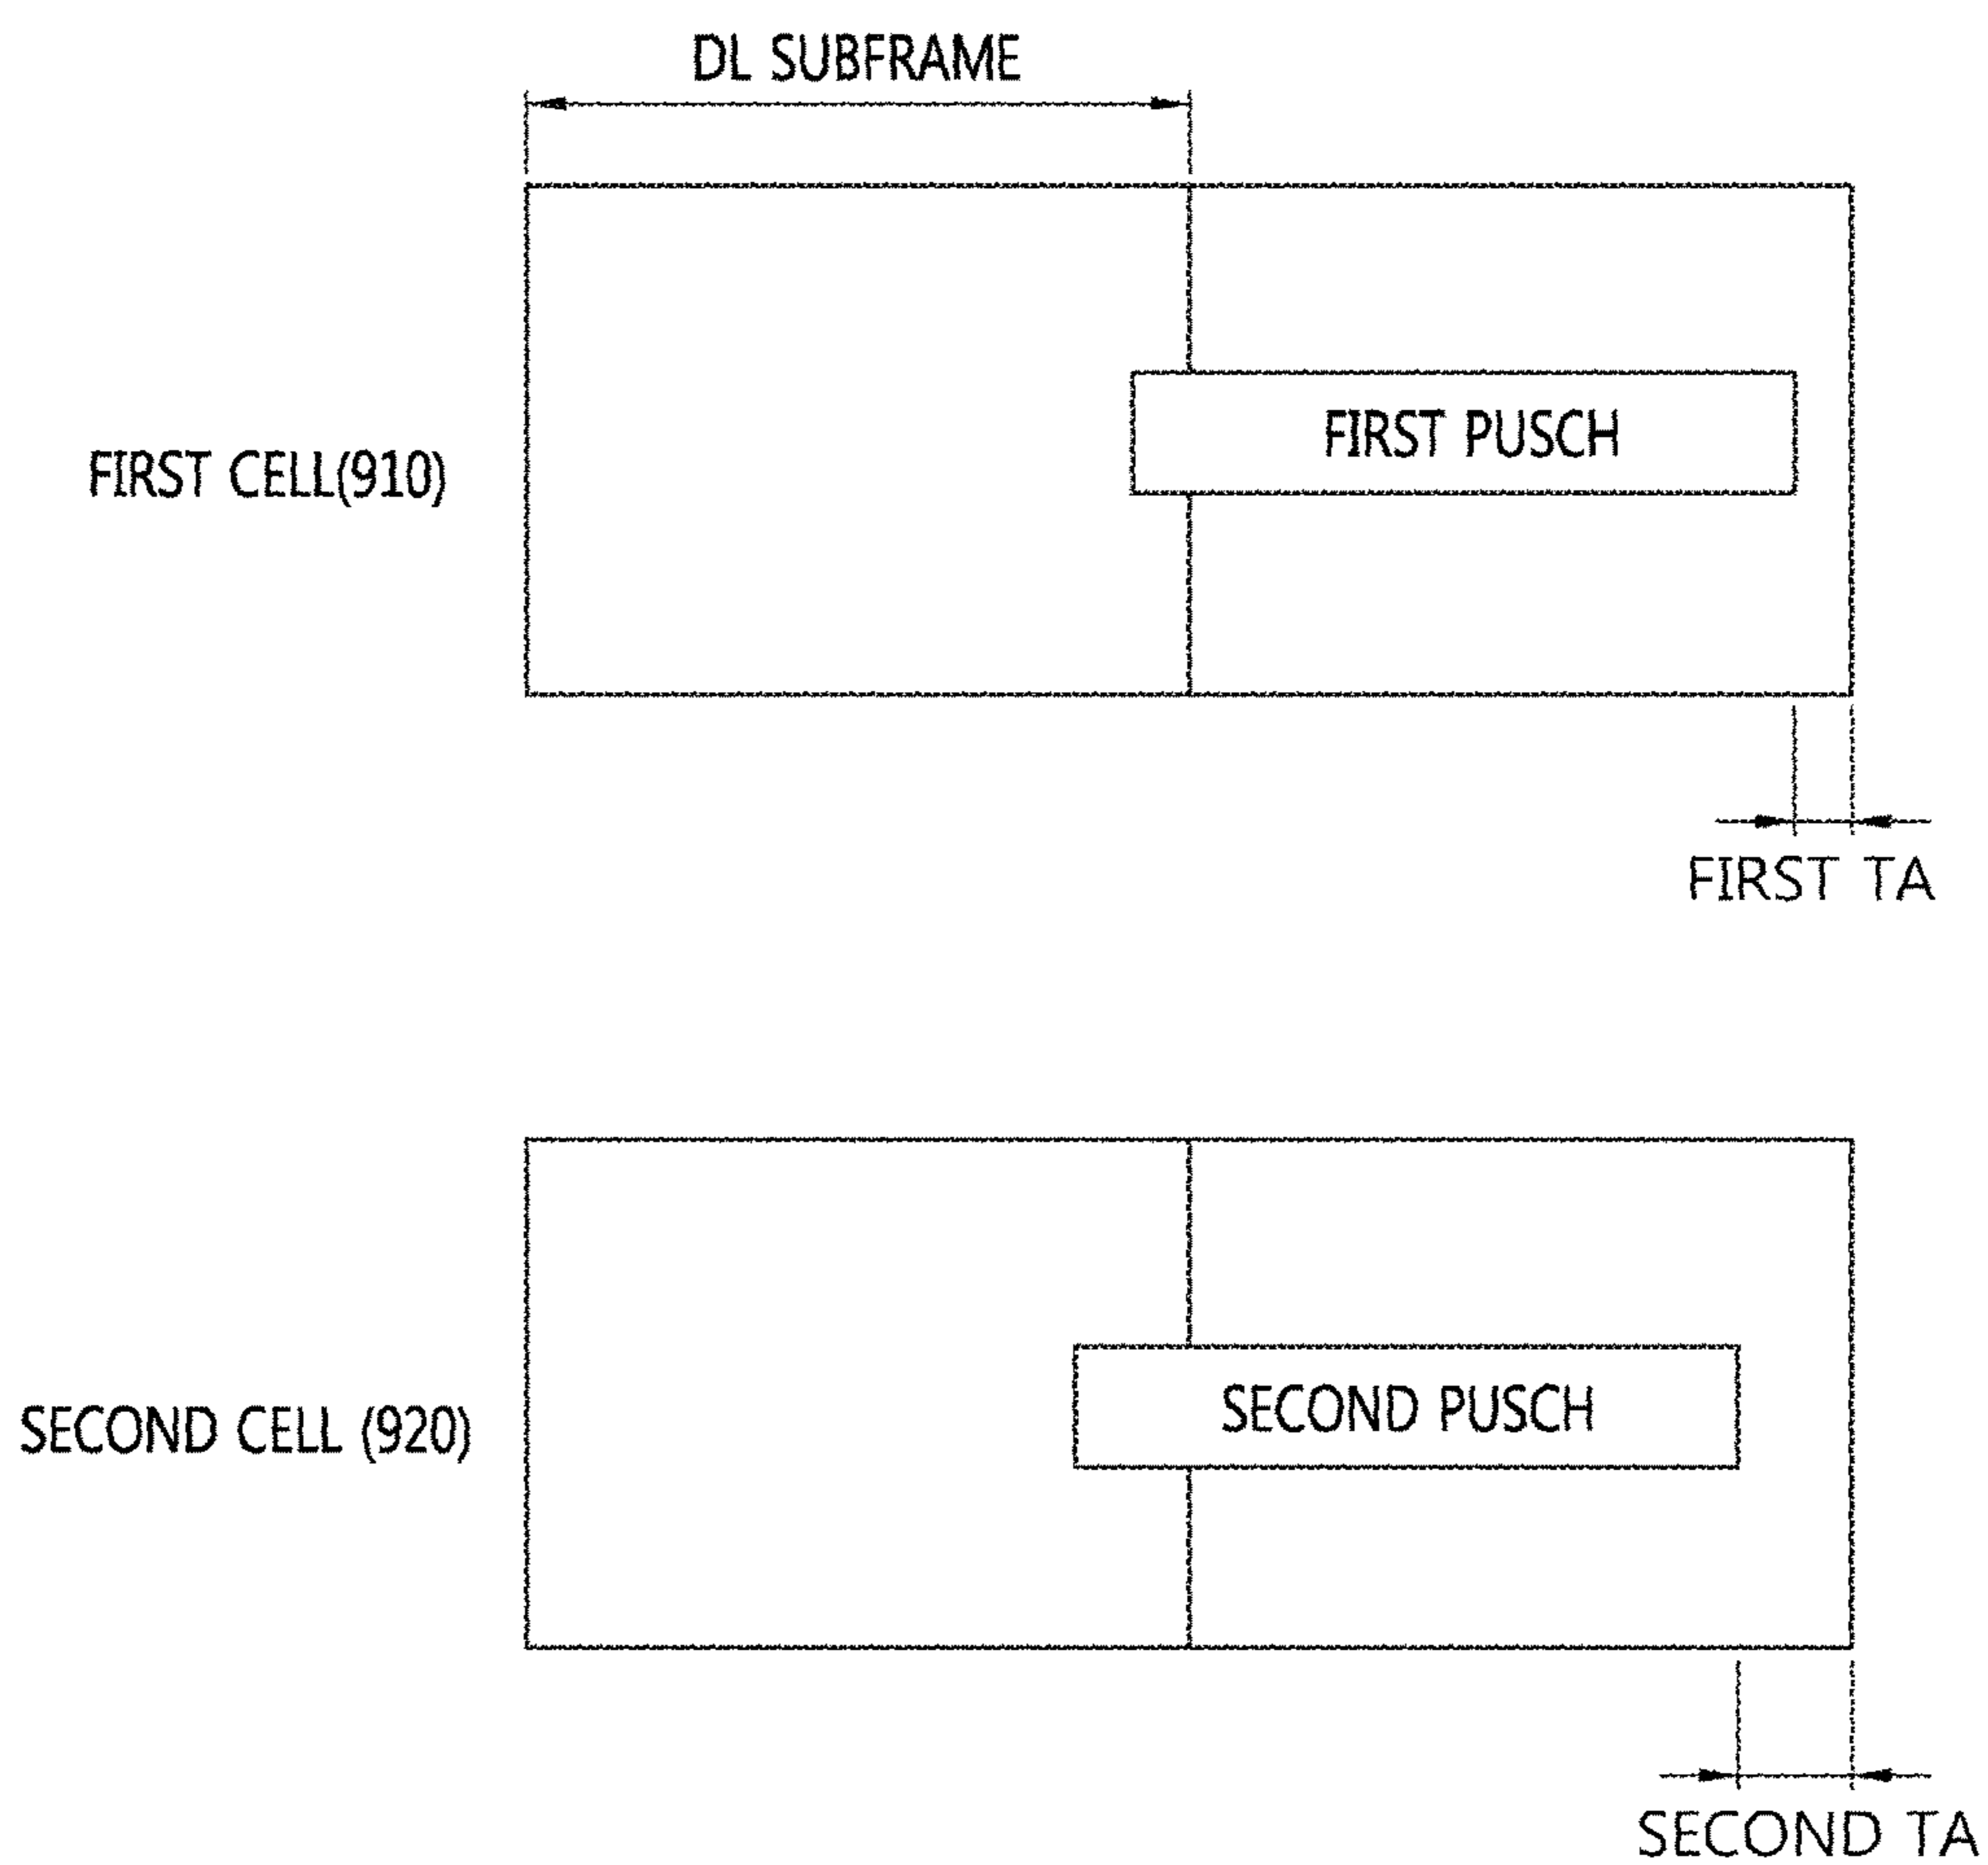 DL SUBFRAME
FIRST PUSCH
FIRST CELL(910)
FIRST TA
SECOND PUSCH
SECOND CELL (920)
SECOND TA